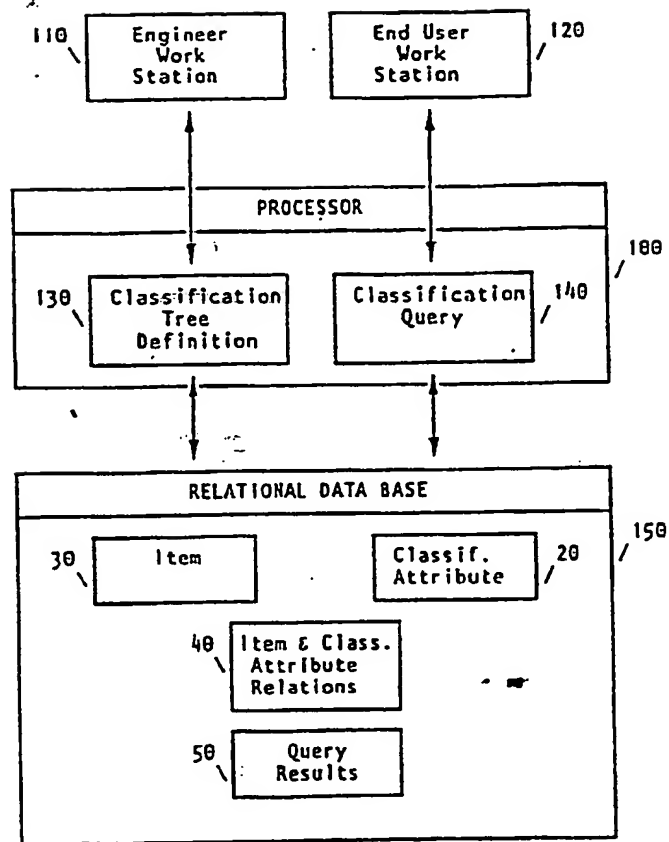 110
Engineer
Work
Station
End User
Work
Station
120
PROCESSOR
100
130
Classification
Tree
Definition
Classification
Query
140
RELATIONAL DATA BASE
150
30
Item
Classif.
Attribute
20
40
Item & Class.
Attribute
Relations
50
Query
Results